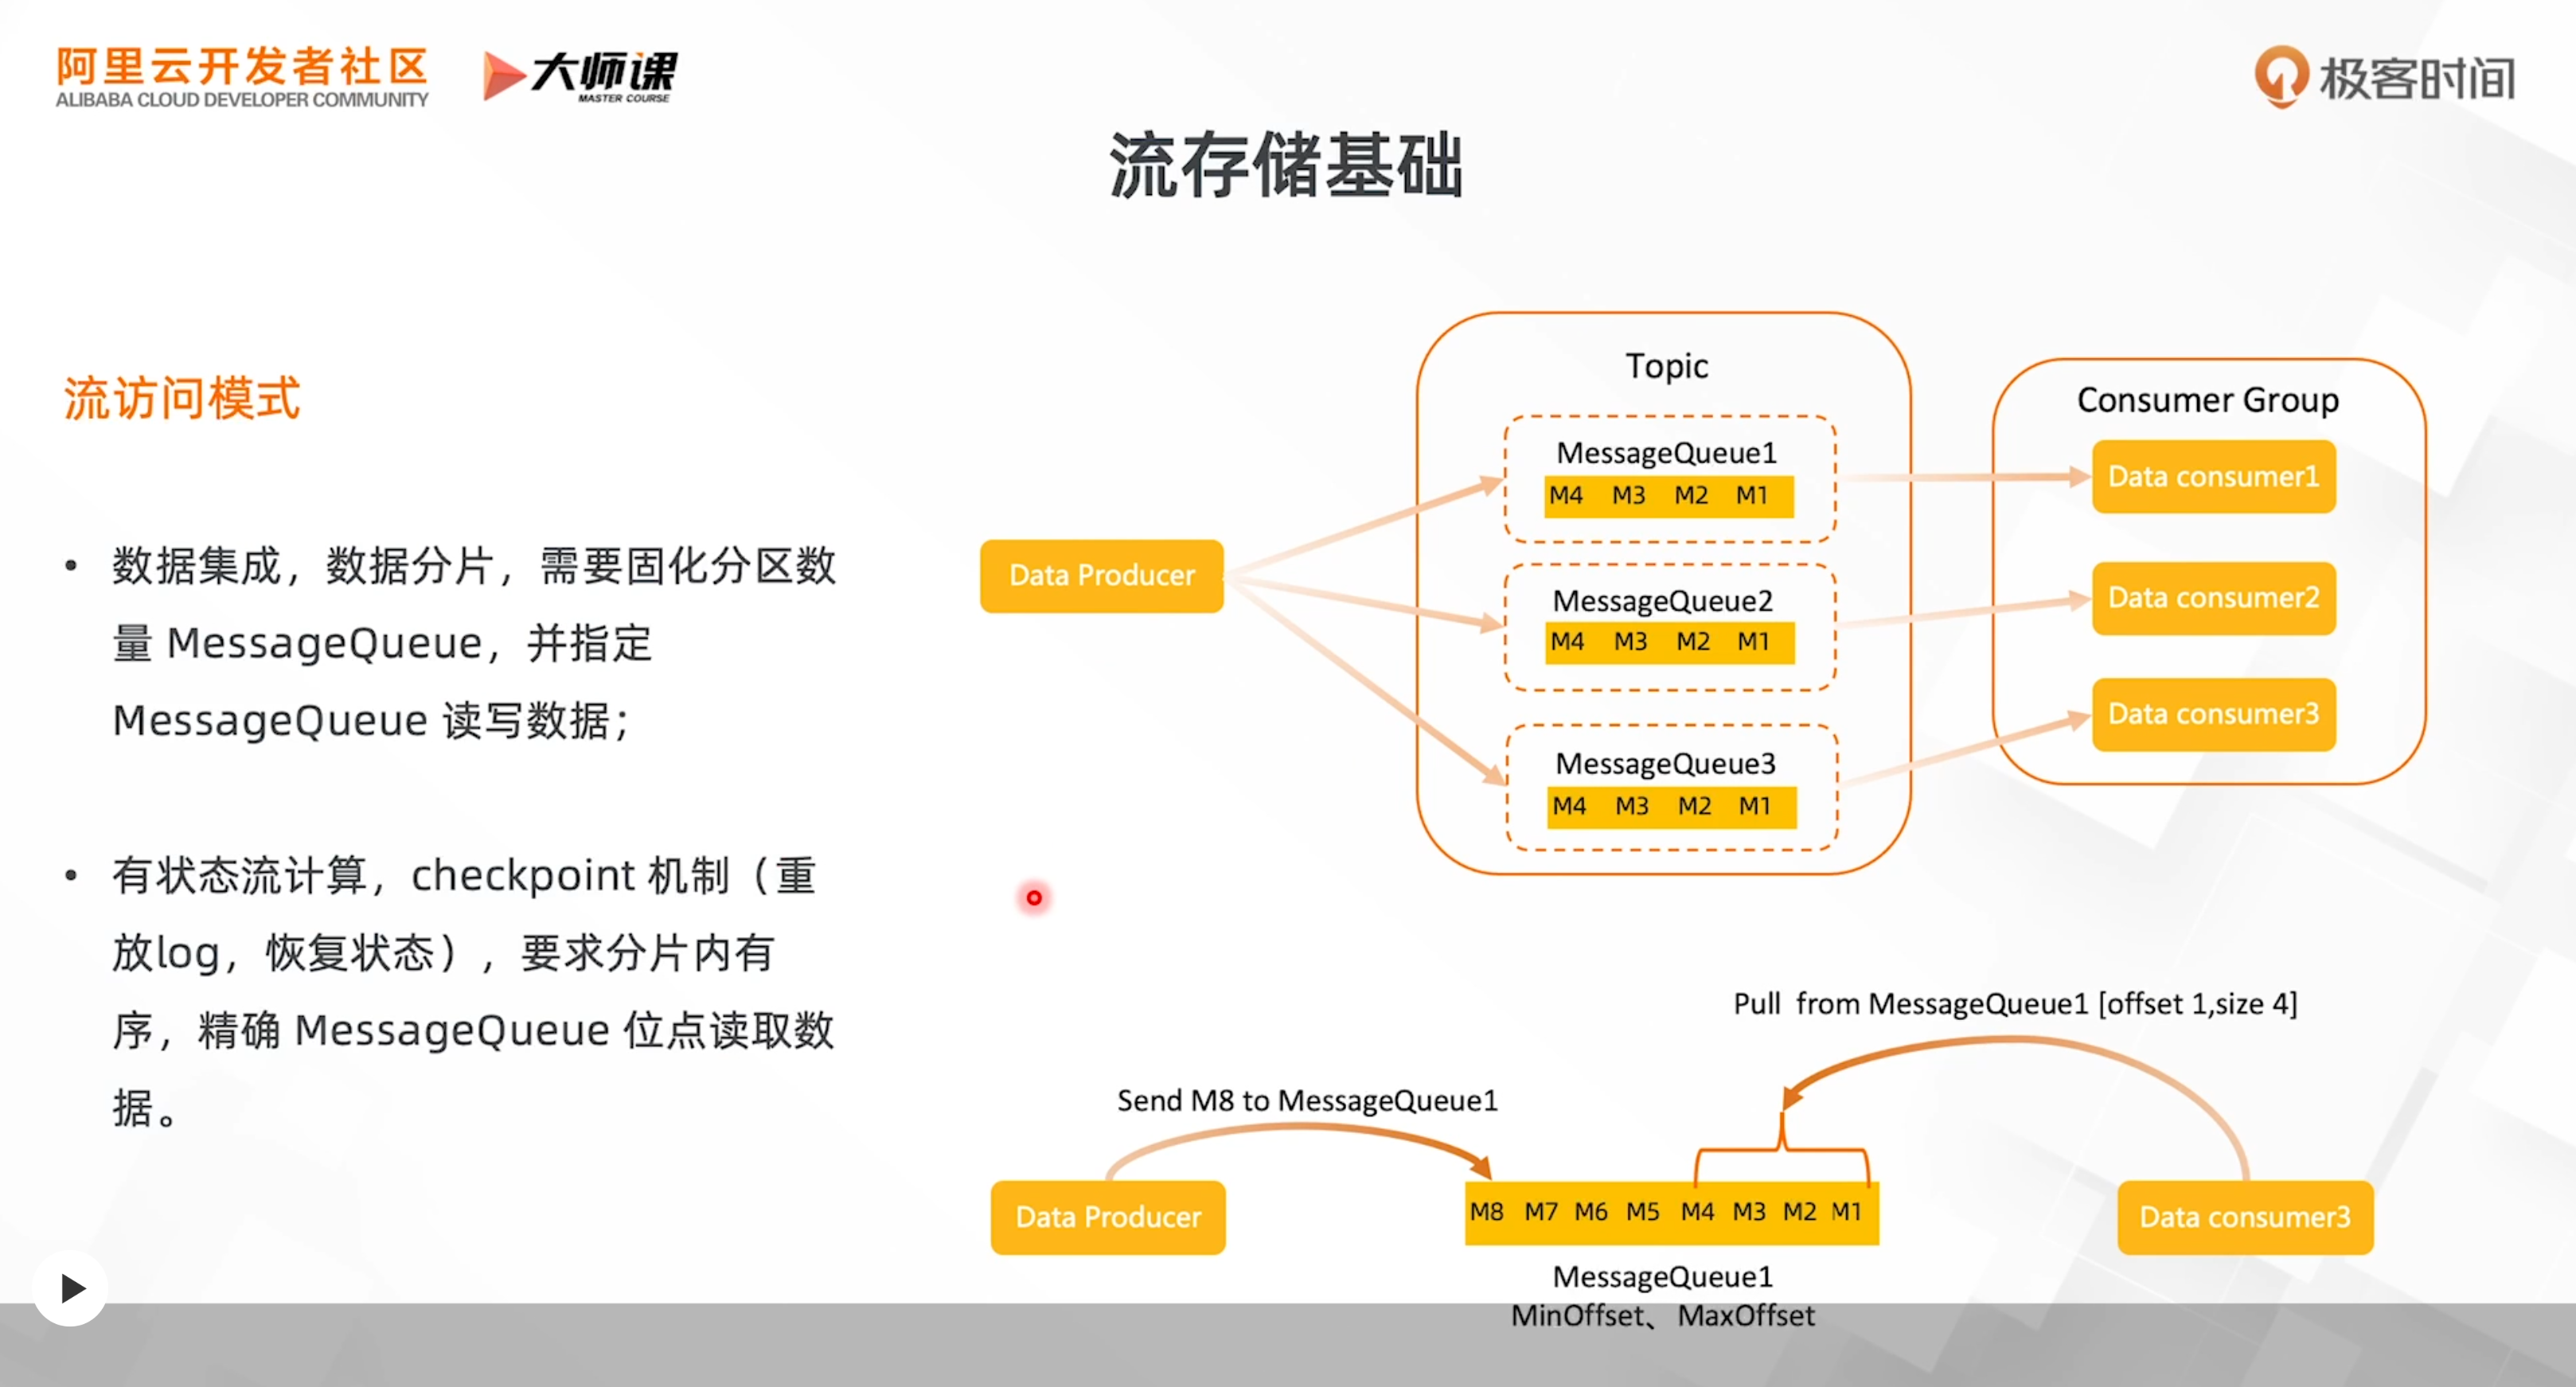 阿里云开发者社区
ALIBABA CLOUD DEVELOPER COMMUNITY
大师课
MASTER COURSE
极客时间
流存储基础
流访问模式
• 数据集成，数据分片，需要固化分区数
量 MessageQueue，并指定
MessageQueue 读写数据；
• 有状态流计算，checkpoint 机制（重
放log，恢复状态），要求分片内有
序，精确 MessageQueue 位点读取数
据。
Data Producer
Topic
MessageQueue1
M4 M3 M2 M1
MessageQueue2
M4 M3 M2 M1
MessageQueue3
M4 M3 M2 M1
Consumer Group
Data consumer1
Data consumer2
Data consumer3
Pull from MessageQueue1 [offset 1,size 4]
Send M8 to MessageQueue1
Data Producer
M8 M7 M6 M5 M4 M3 M2 M1
Data consumer3
MessageQueue1
MinOffset、MaxOffset